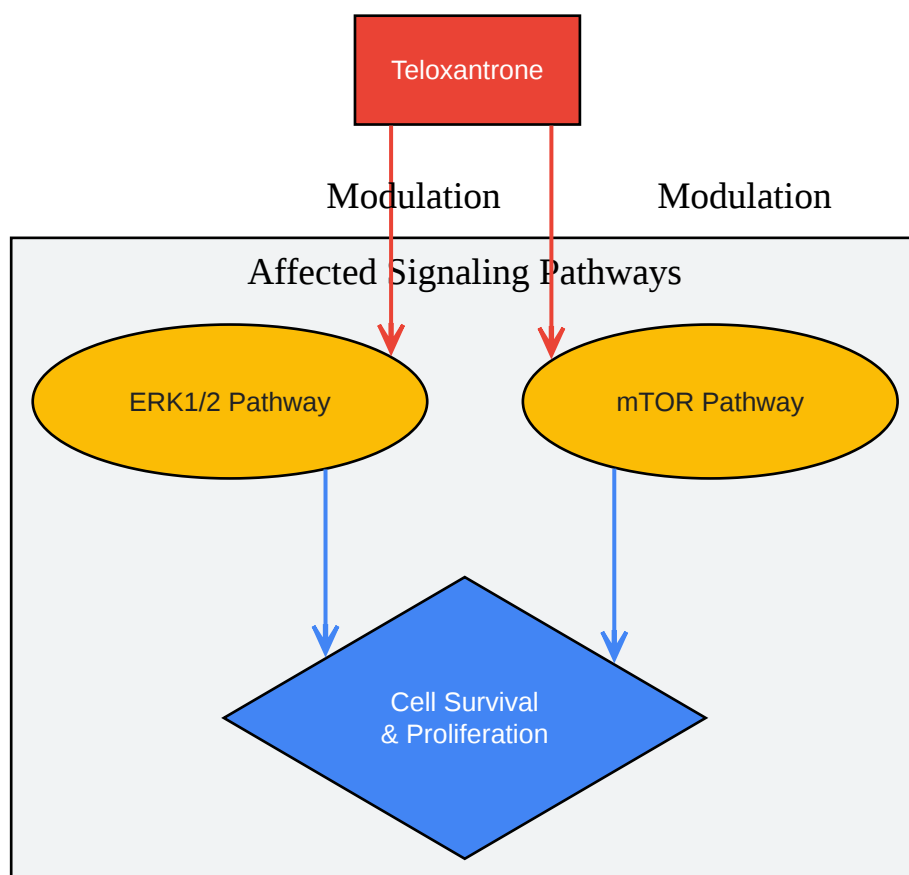 Teloxantrone
Modulation
Modulation
Affected Signaling Pathways
ERK1/2 Pathway
mTOR Pathway
Cell Survival
& Proliferation